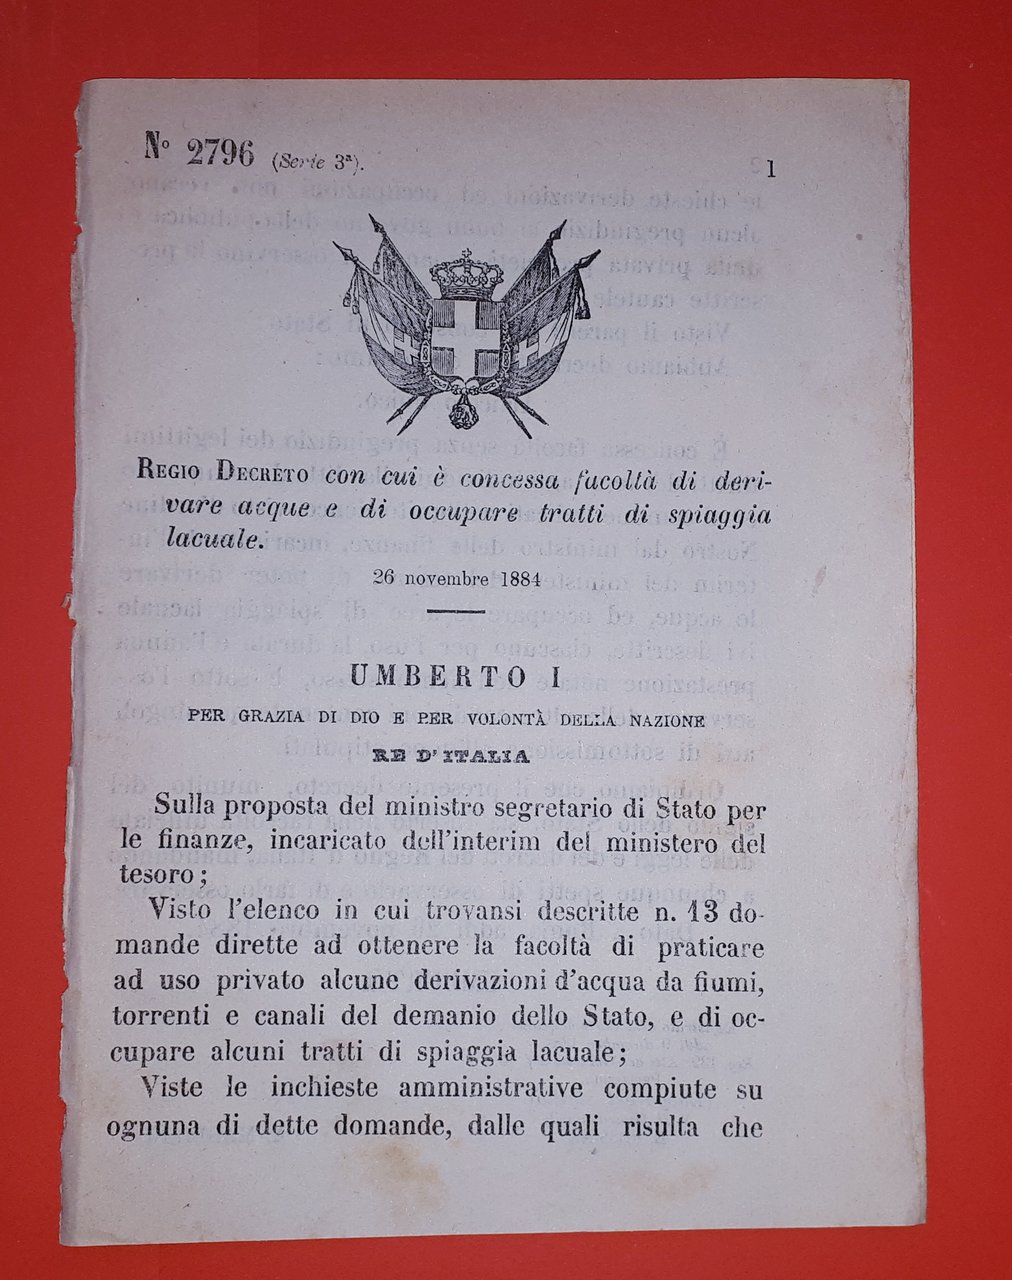 Nº 2796 (Serie 3ª). 1
REGIO DECRETO con cui è concessa facoltà di deri-
vare acque e di occupare tratti di spiaggia
lacuale.
26 novembre 1884
UMBERTO I
PER GRAZIA DI DIO E PER VOLONTÀ DELLA NAZIONE
RE D'ITALIA
Sulla proposta del ministro segretario di Stato per
le finanze, incaricato dell'interim del ministero del
tesoro;
Visto l'elenco in cui trovansi descritte n. 13 do-
mande dirette ad ottenere la facoltà di praticare
ad uso privato alcune derivazioni d'acqua da fiumi,
torrenti e canali del demanio dello Stato, e di oc-
cupare alcuni tratti di spiaggia lacuale;
Viste le inchieste amministrative compiute su
ognuna di dette domande, dalle quali risulta che